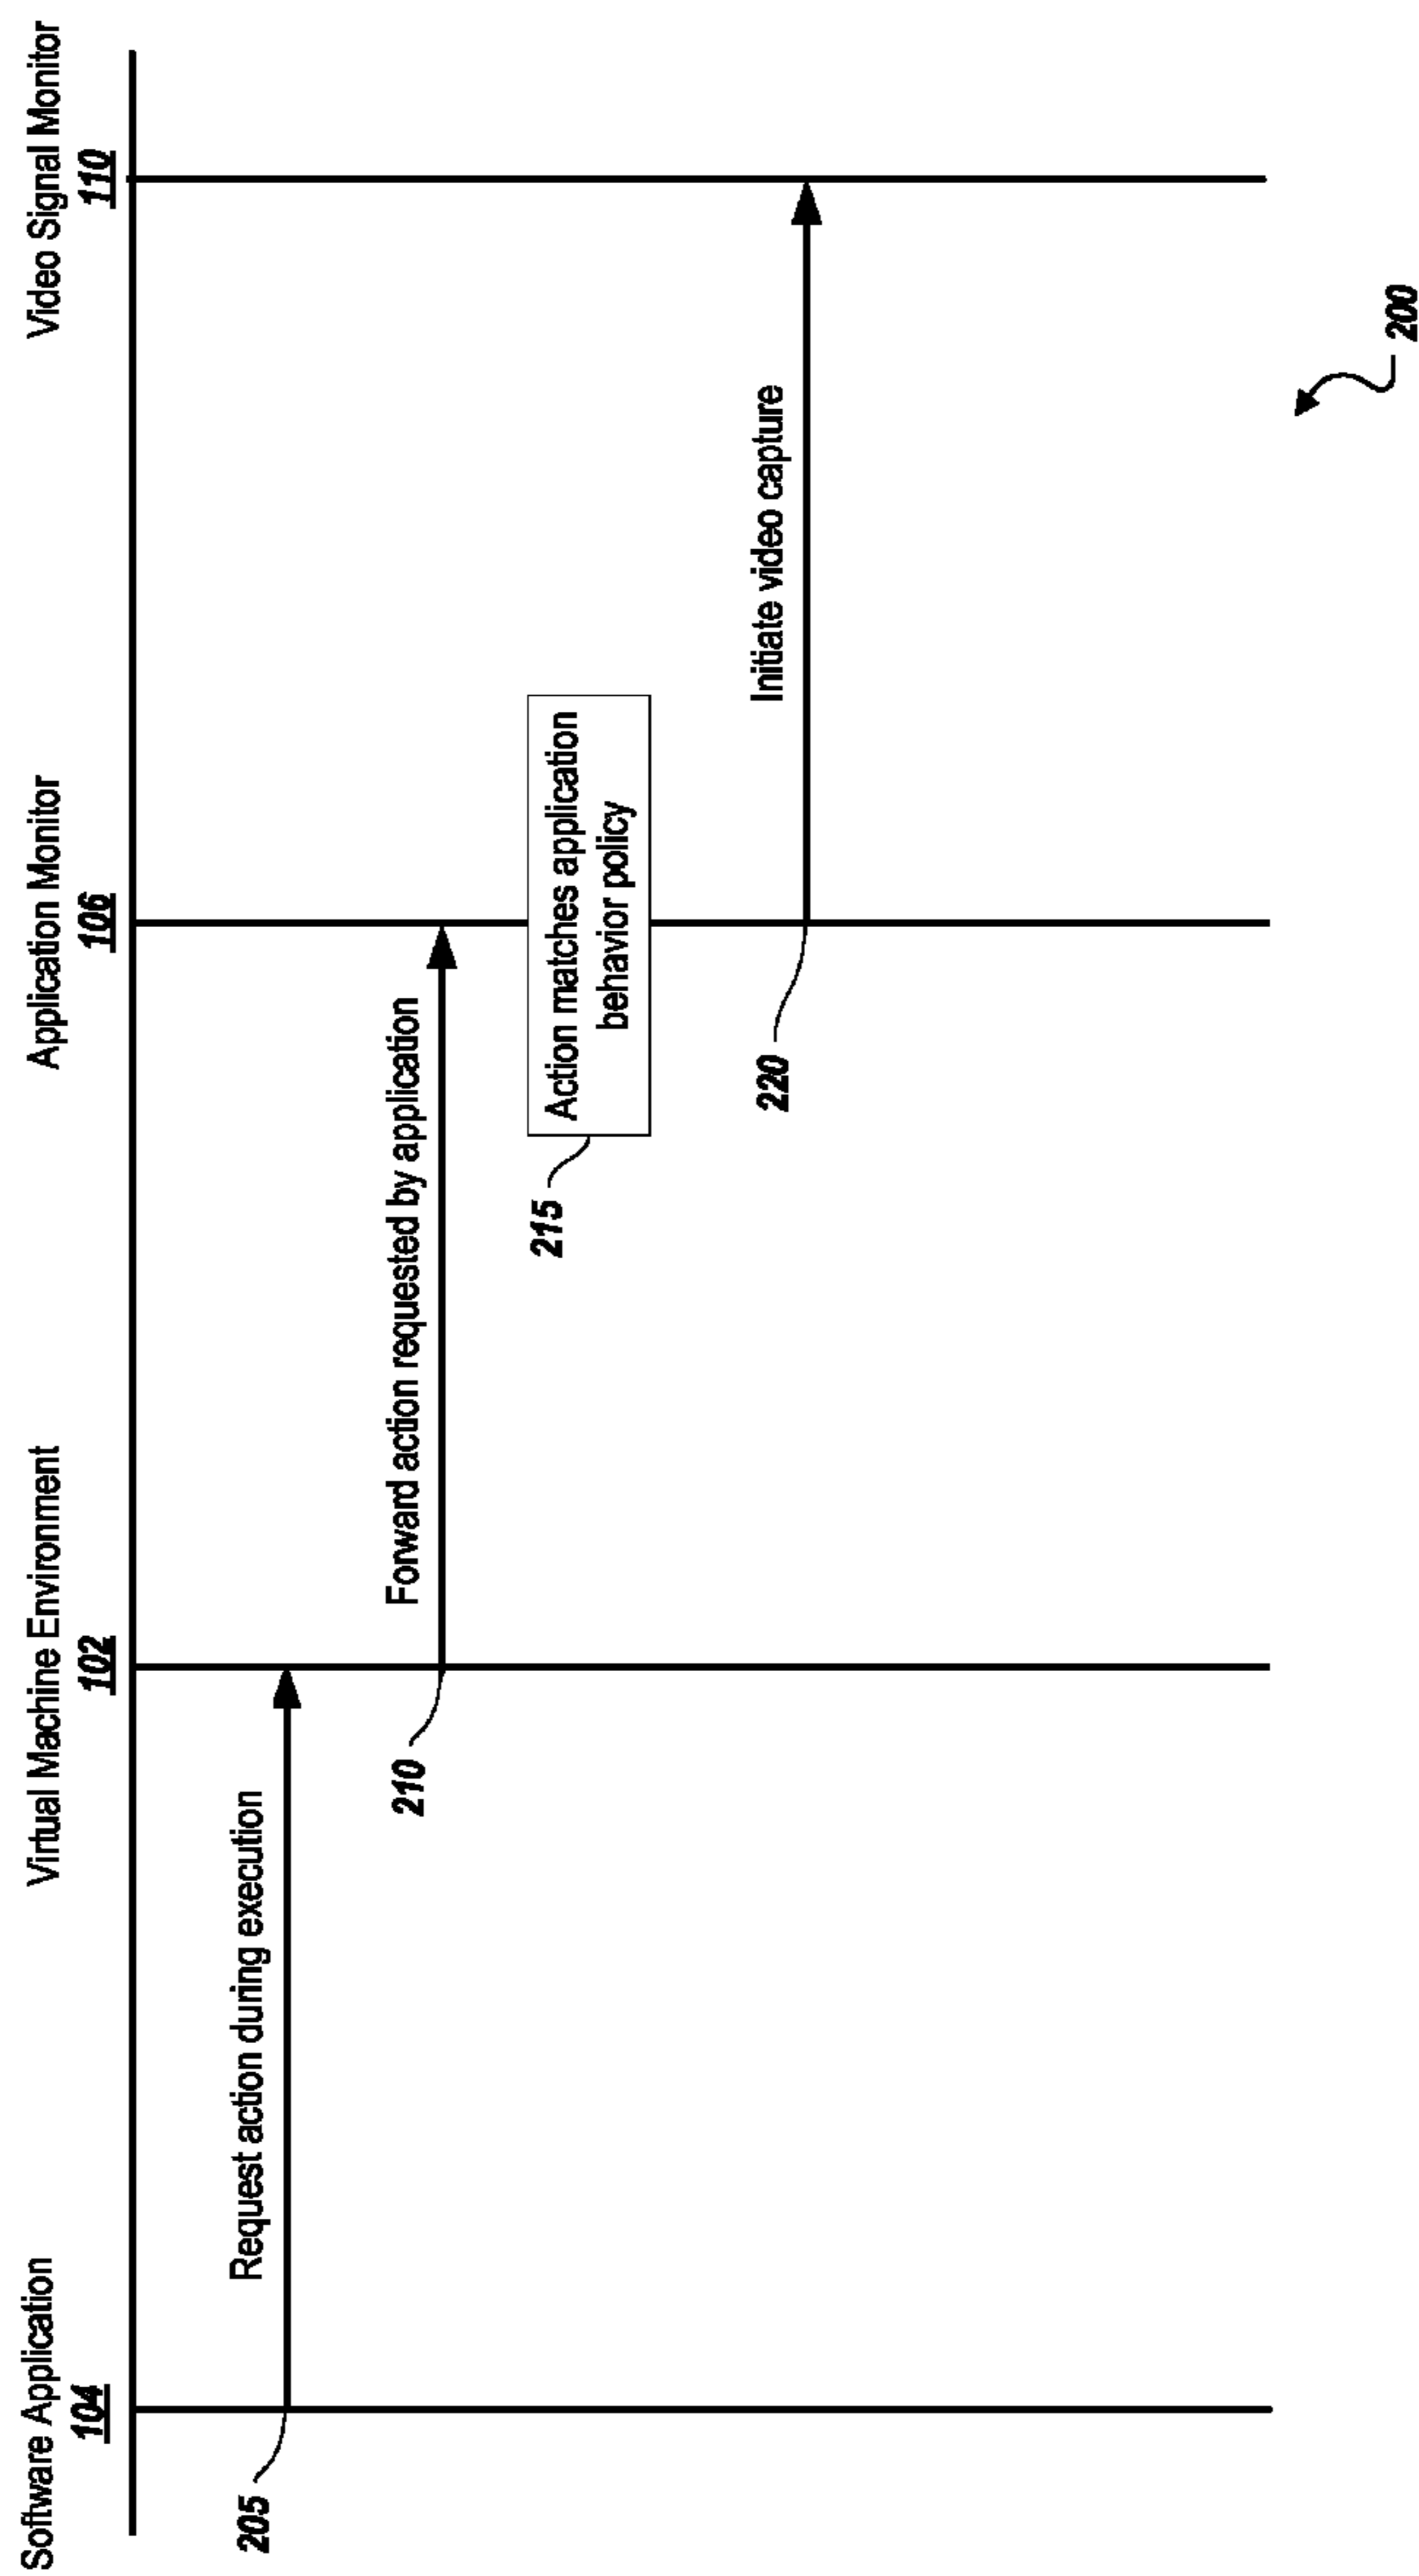 Software Application
104
Virtual Machine Environment
102
Application Monitor
106
Video Signal Monitor
110
205
Request action during execution
210
Forward action requested by application
215
Action matches application
behavior policy
220
Initiate video capture
200